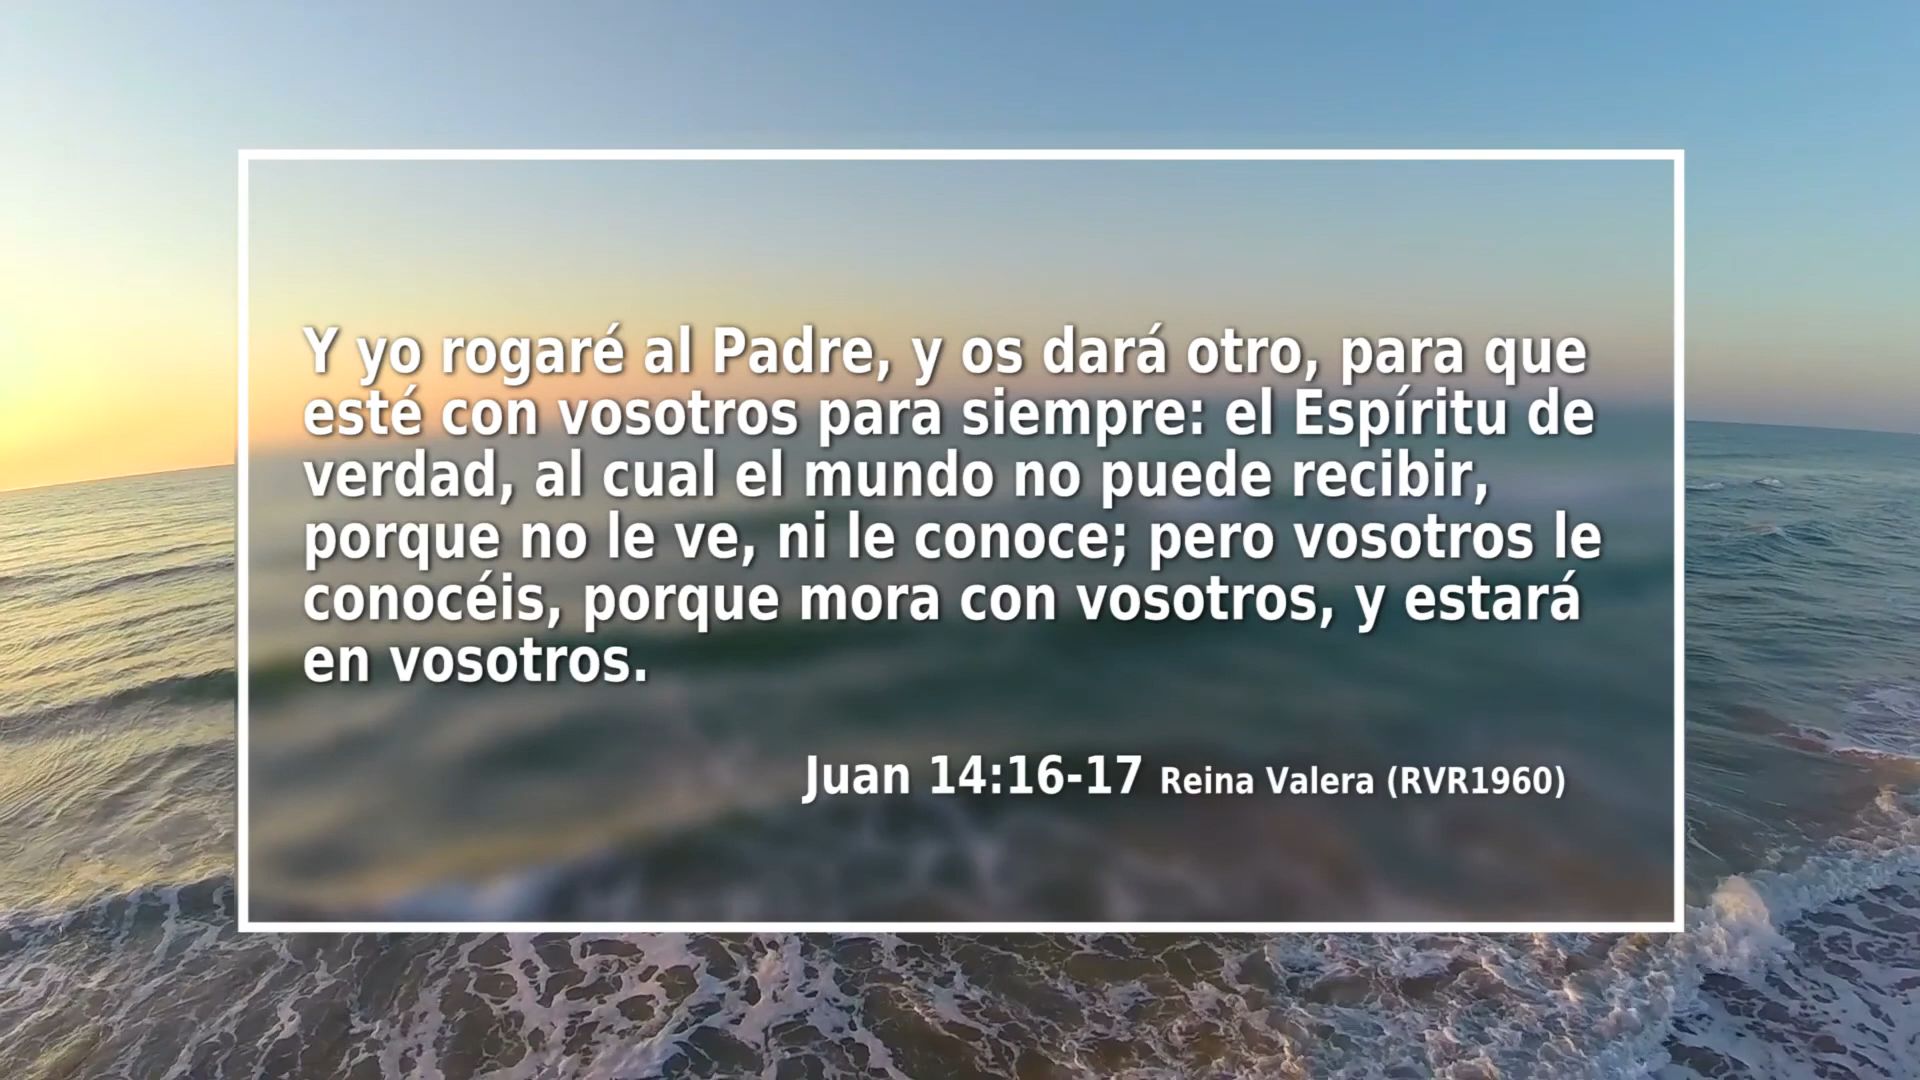 Y yo rogaré al Padre, y os dará otro, para que
esté con vosotros para siempre: el Espíritu de
verdad, al cual el mundo no puede recibir,
porque no le ve, ni le conoce; pero vosotros le
conocéis, porque mora con vosotros, y estará
en vosotros.
Juan 14:16-17 Reina Valera (RVR1960)